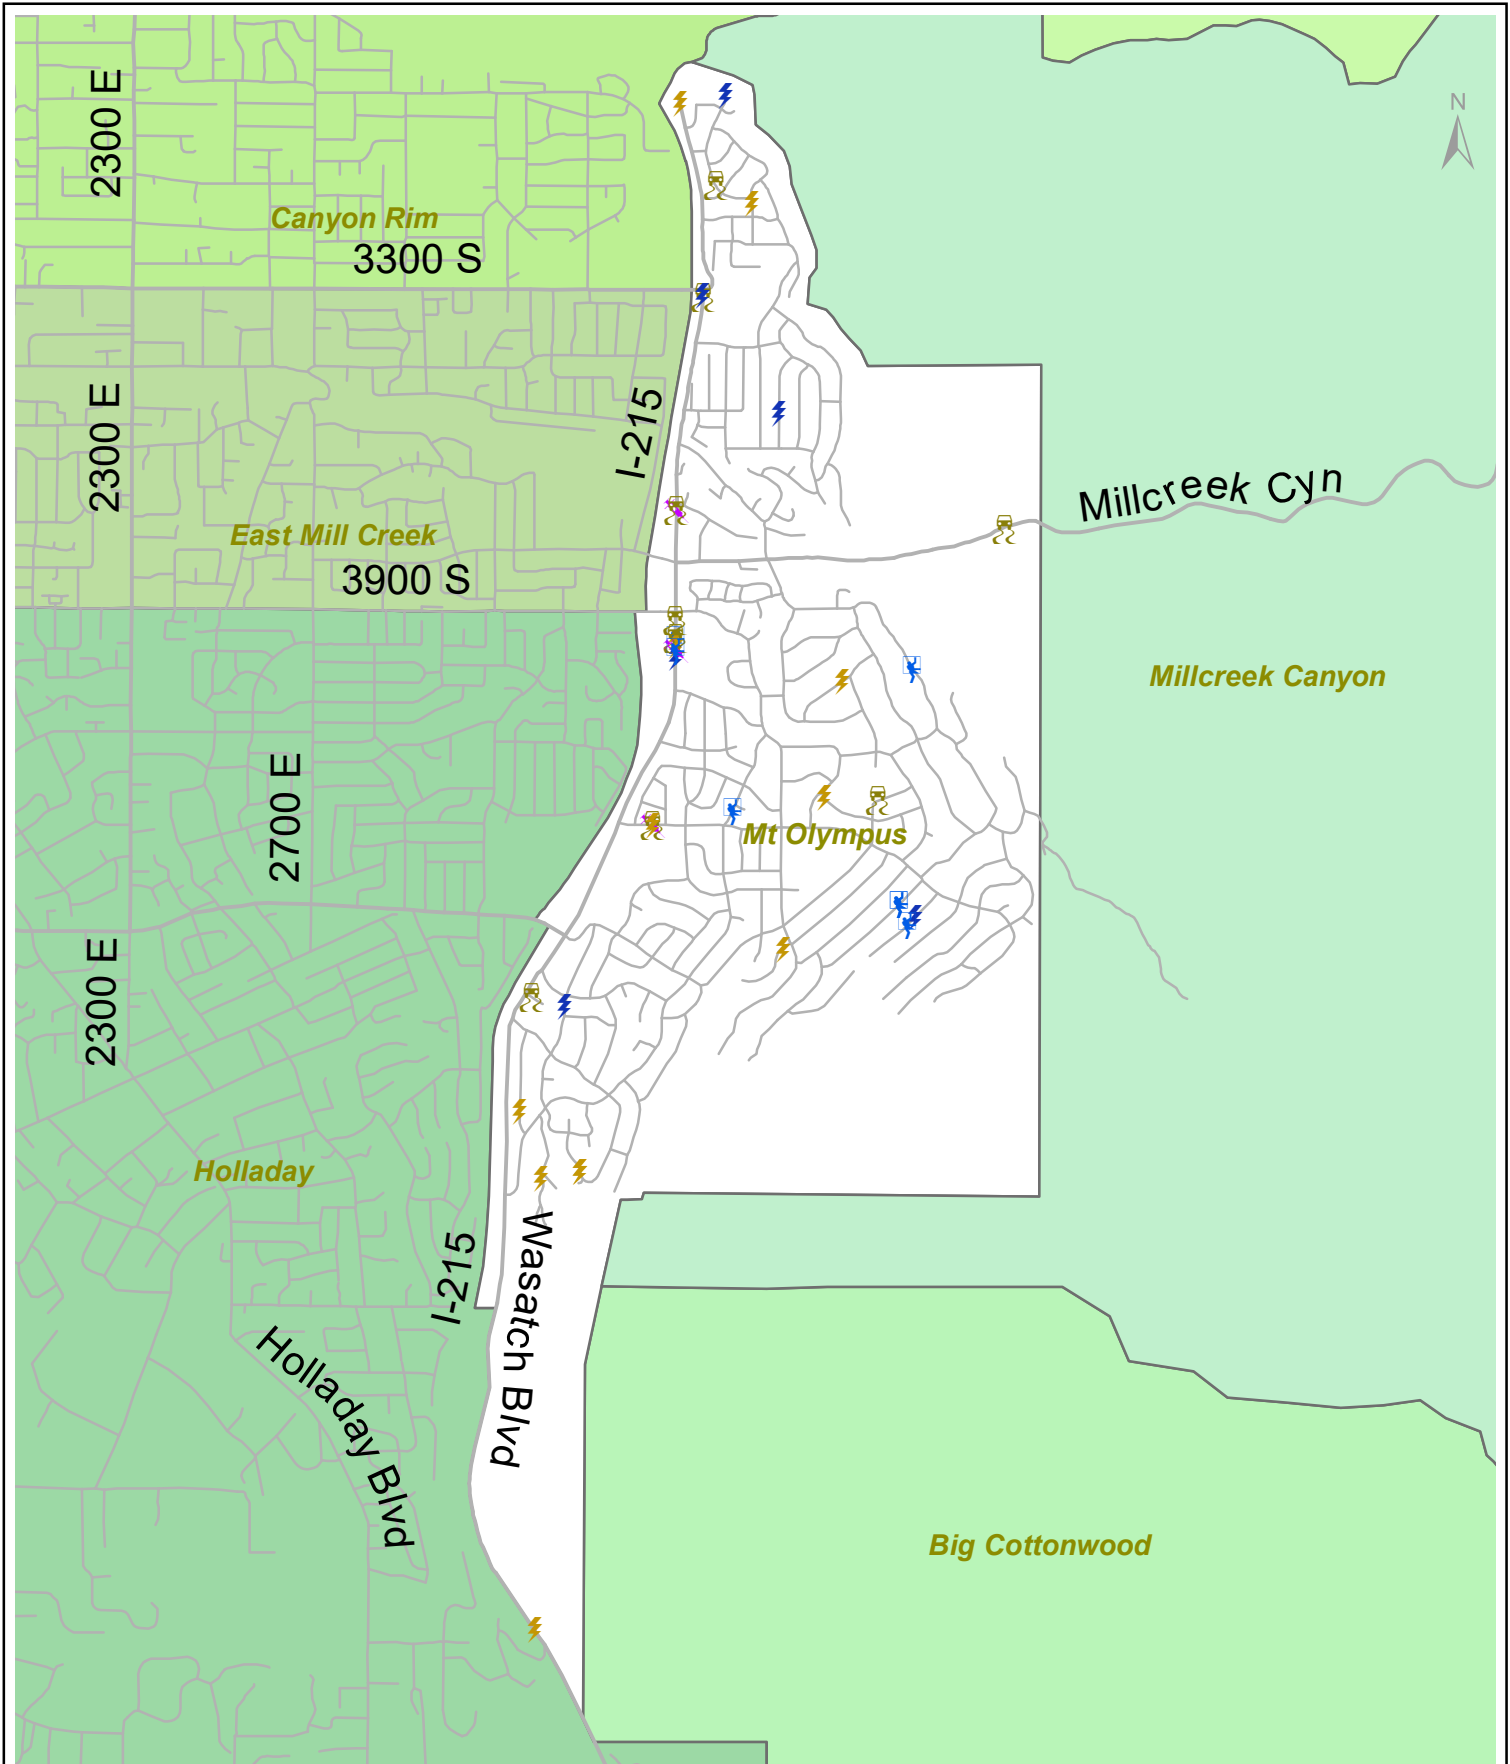 N
2300 E
Canyon Rim
3300 S
I-215
2300 E
Millcreek Cyn
East Mill Creek
3900 S
Millcreek Canyon
2700 E
Mt Olympus
2300 E
Holladay
I-215
Wasatch Blvd
Holladay Blvd
Big Cottonwood